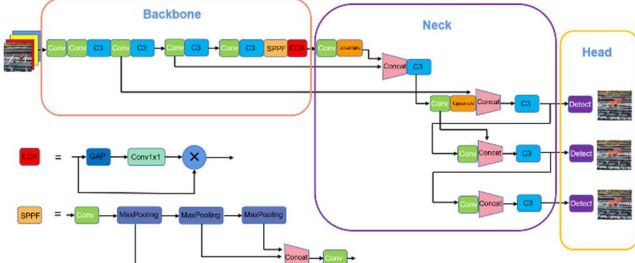 Backbone
Neck
Head
Conv Conv C3 Conv C3 Conv C3 Conv C3 SPPF ECA Conv Upsample
Concat C3
Conv Upsample Concat C3 Detect
ECA = GAP Conv1x1 ×
Conv Concat C3 Detect
SPPF = Conv MaxPooling MaxPooling MaxPooling
Conv Concat C3 Detect
Concat Conv